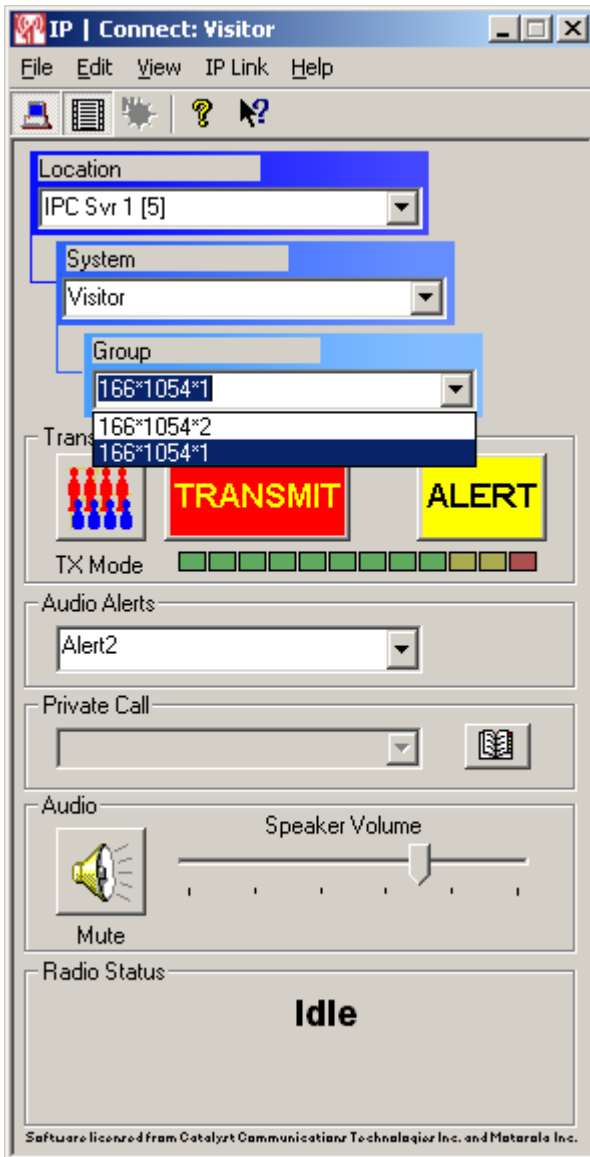 IP | Connect: Visitor
File Edit View IP Link Help
Location
IPC Svr 1 [5]
System
Visitor
Group
166*1054*1
166*1054*2
166*1054*1
TRANSMIT
ALERT
TX Mode
Audio Alerts
Alert2
Private Call
Audio
Speaker Volume
Mute
Radio Status
Idle
Software licensed from Catalyst Communications Technologies Inc. and Motorola Inc.